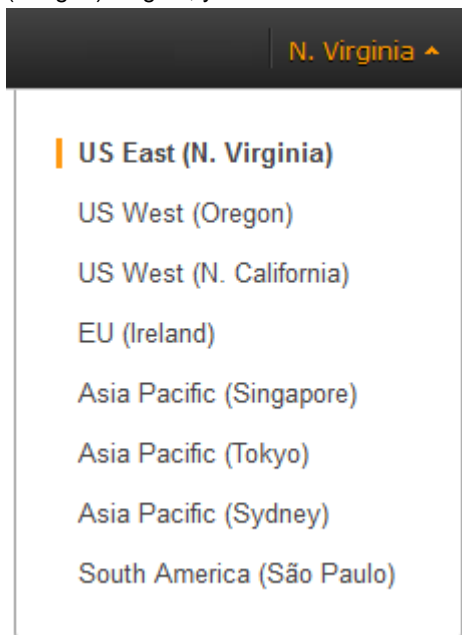 N. Virginia
US East (N. Virginia)
US West (Oregon)
US West (N. California)
EU (Ireland)
Asia Pacific (Singapore)
Asia Pacific (Tokyo)
Asia Pacific (Sydney)
South America (São Paulo)